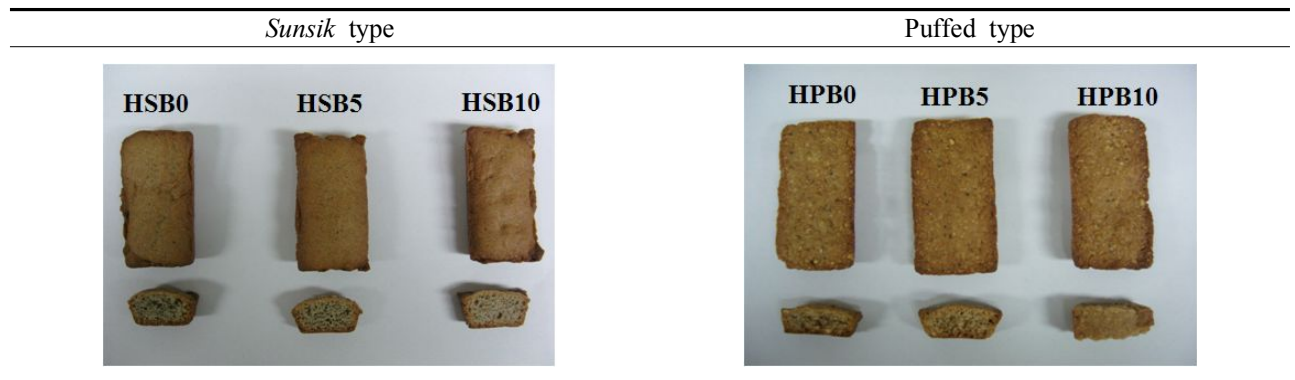 Sunsik type
Puffed type
HSB0 HSB5 HSB10
HPB0 HPB5 HPB10